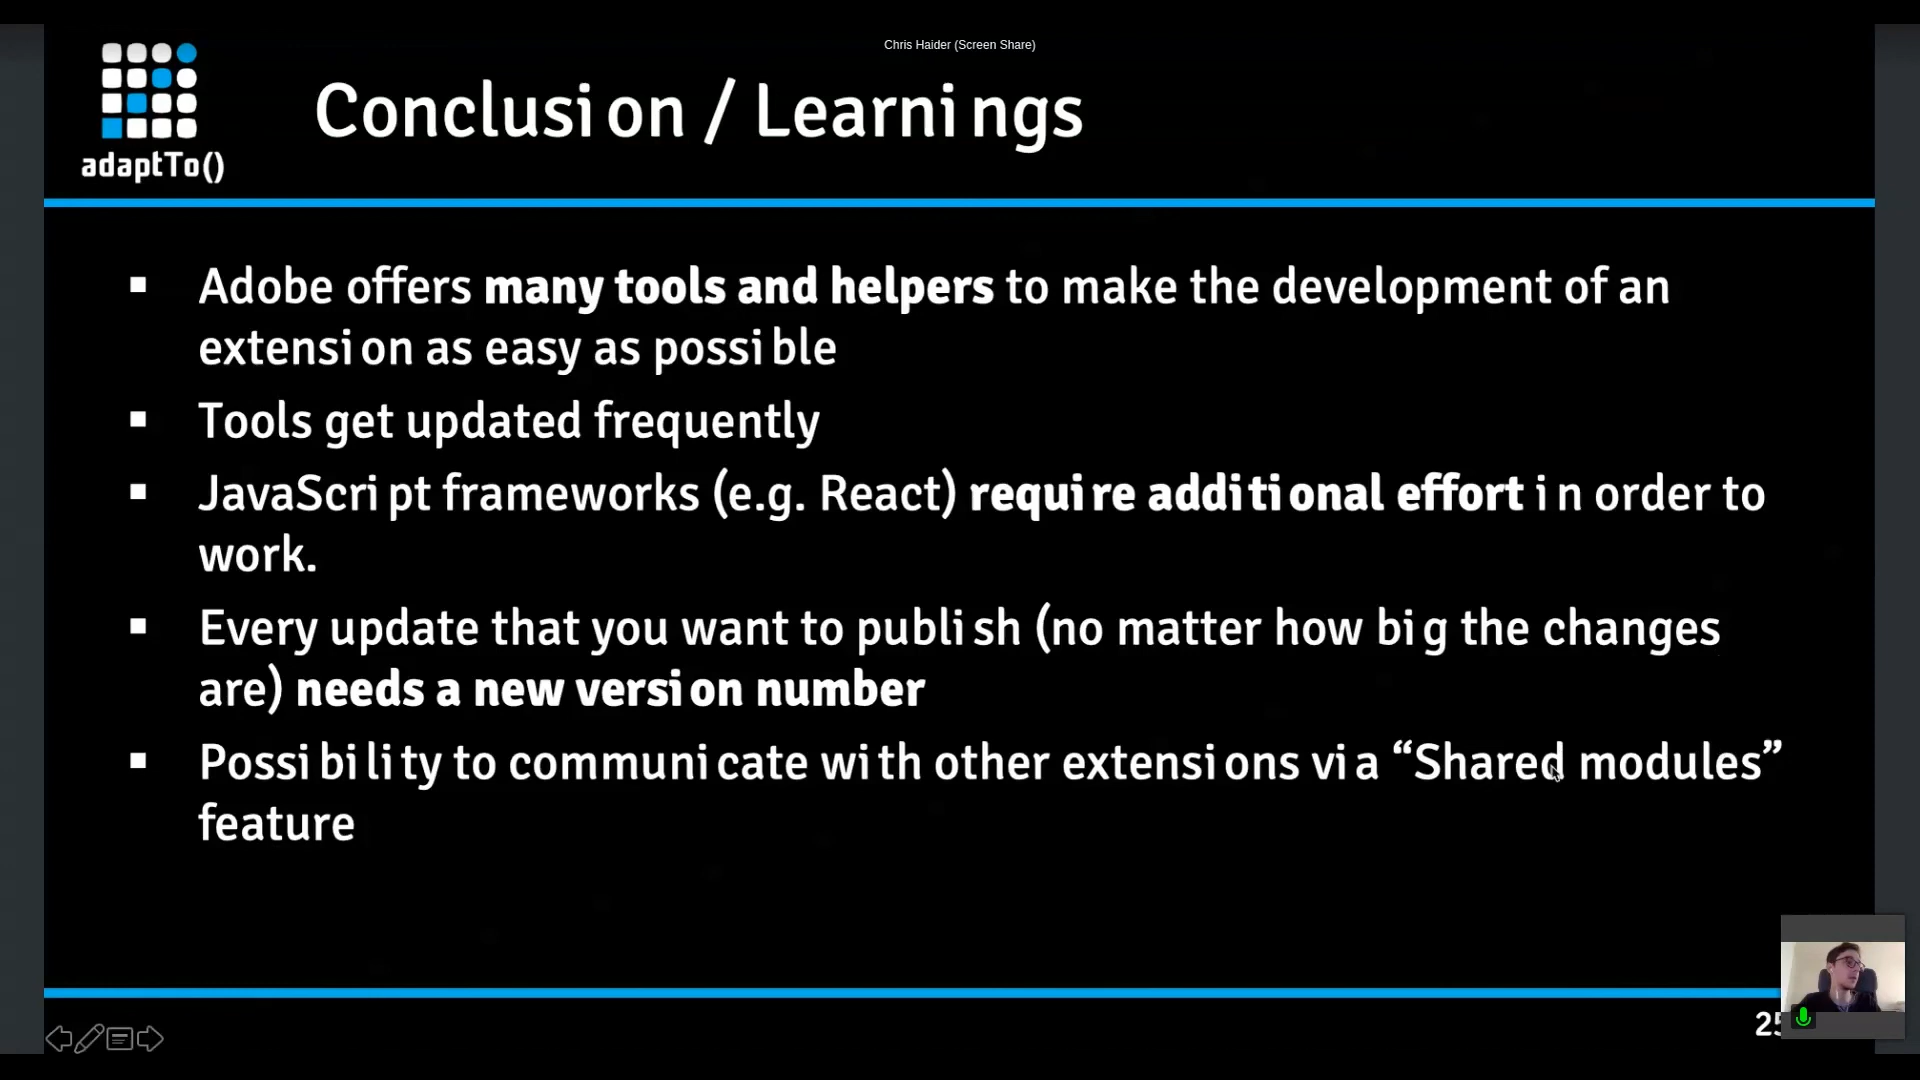 Chris Haider (Screen Share)
adaptTo()
Conclusion / Learnings
Adobe offers many tools and helpers to make the development of an
extension as easy as possible
Tools get updated frequently
JavaScript frameworks (e.g. React) require additional effort in order to
work.
Every update that you want to publish (no matter how big the changes
are) needs a new version number
Possibility to communicate with other extensions via “Shared modules”
feature
25